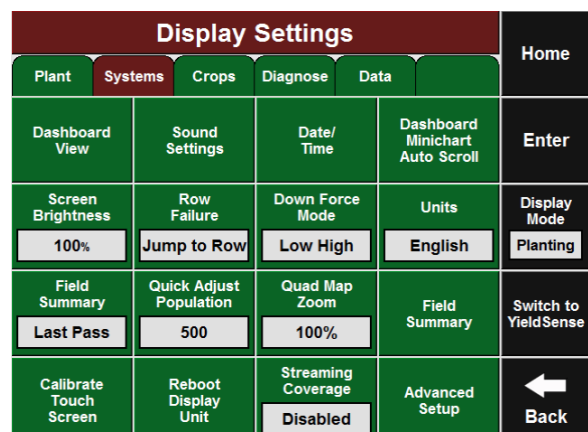 Display Settings
Home
Plant
Systems
Crops
Diagnose
Data
Dashboard
View
Sound
Settings
Date/
Time
Dashboard
Minichart
Auto Scroll
Enter
Screen
Brightness
100%
Row
Failure
Jump to Row
Down Force
Mode
Low High
Units
English
Display
Mode
Planting
Field
Summary
Last Pass
Quick Adjust
Population
500
Quad Map
Zoom
100%
Field
Summary
Switch to
YieldSense
Calibrate
Touch
Screen
Reboot
Display
Unit
Streaming
Coverage
Disabled
Advanced
Setup
Back